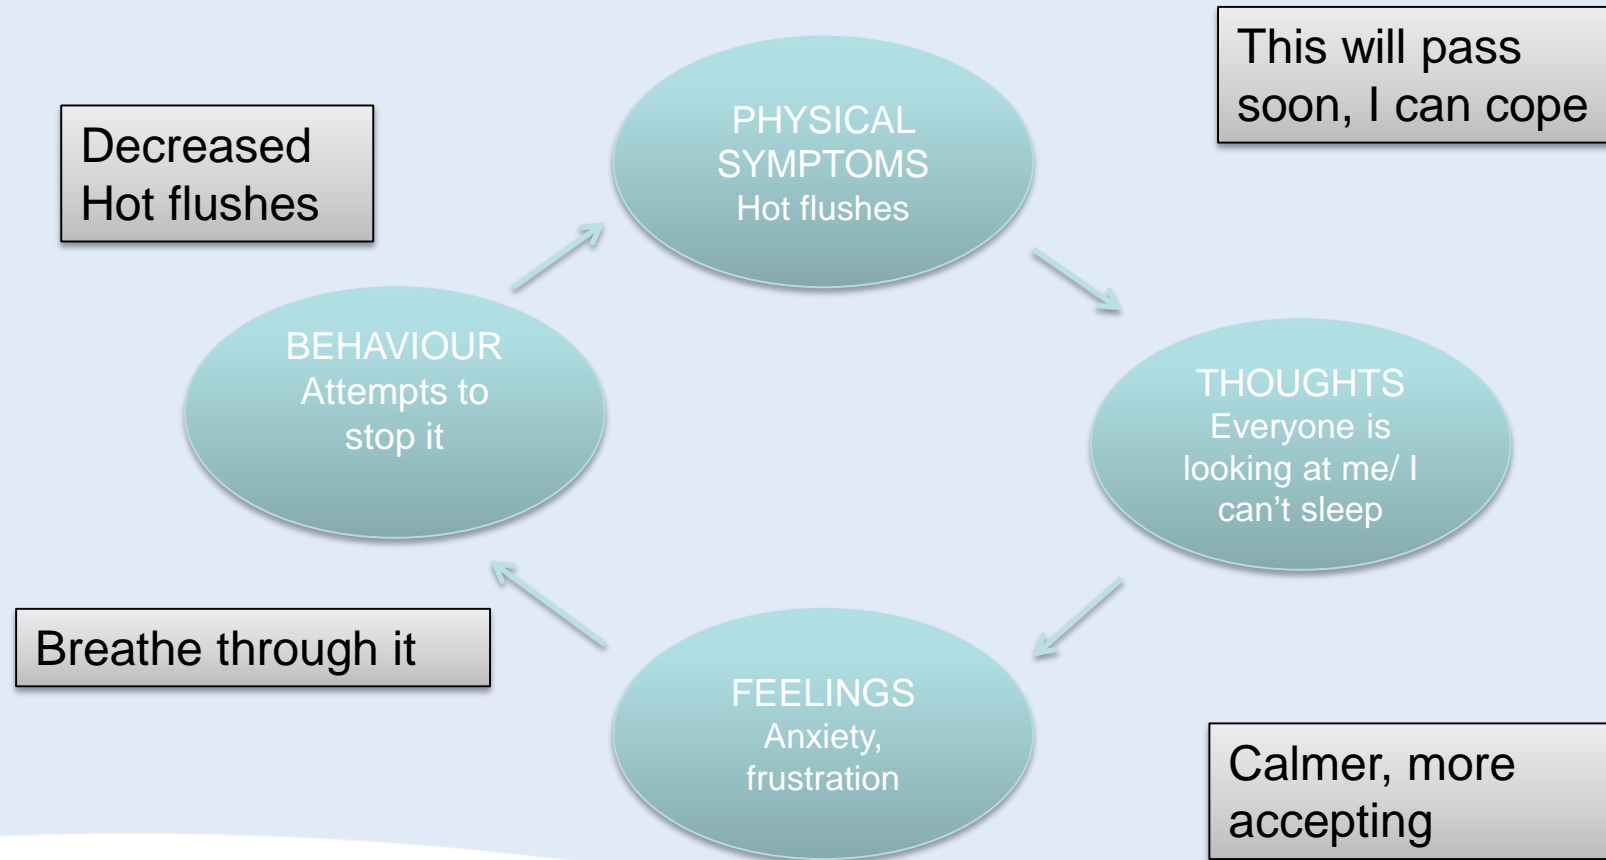 This will pass
soon, I can cope
Decreased
Hot flushes
PHYSICAL
SYMPTOMS
Hot flushes
BEHAVIOUR
Attempts to
stop it
THOUGHTS
Everyone is
looking at me/ I
can’t sleep
Breathe through it
FEELINGS
Anxiety,
frustration
Calmer, more
accepting